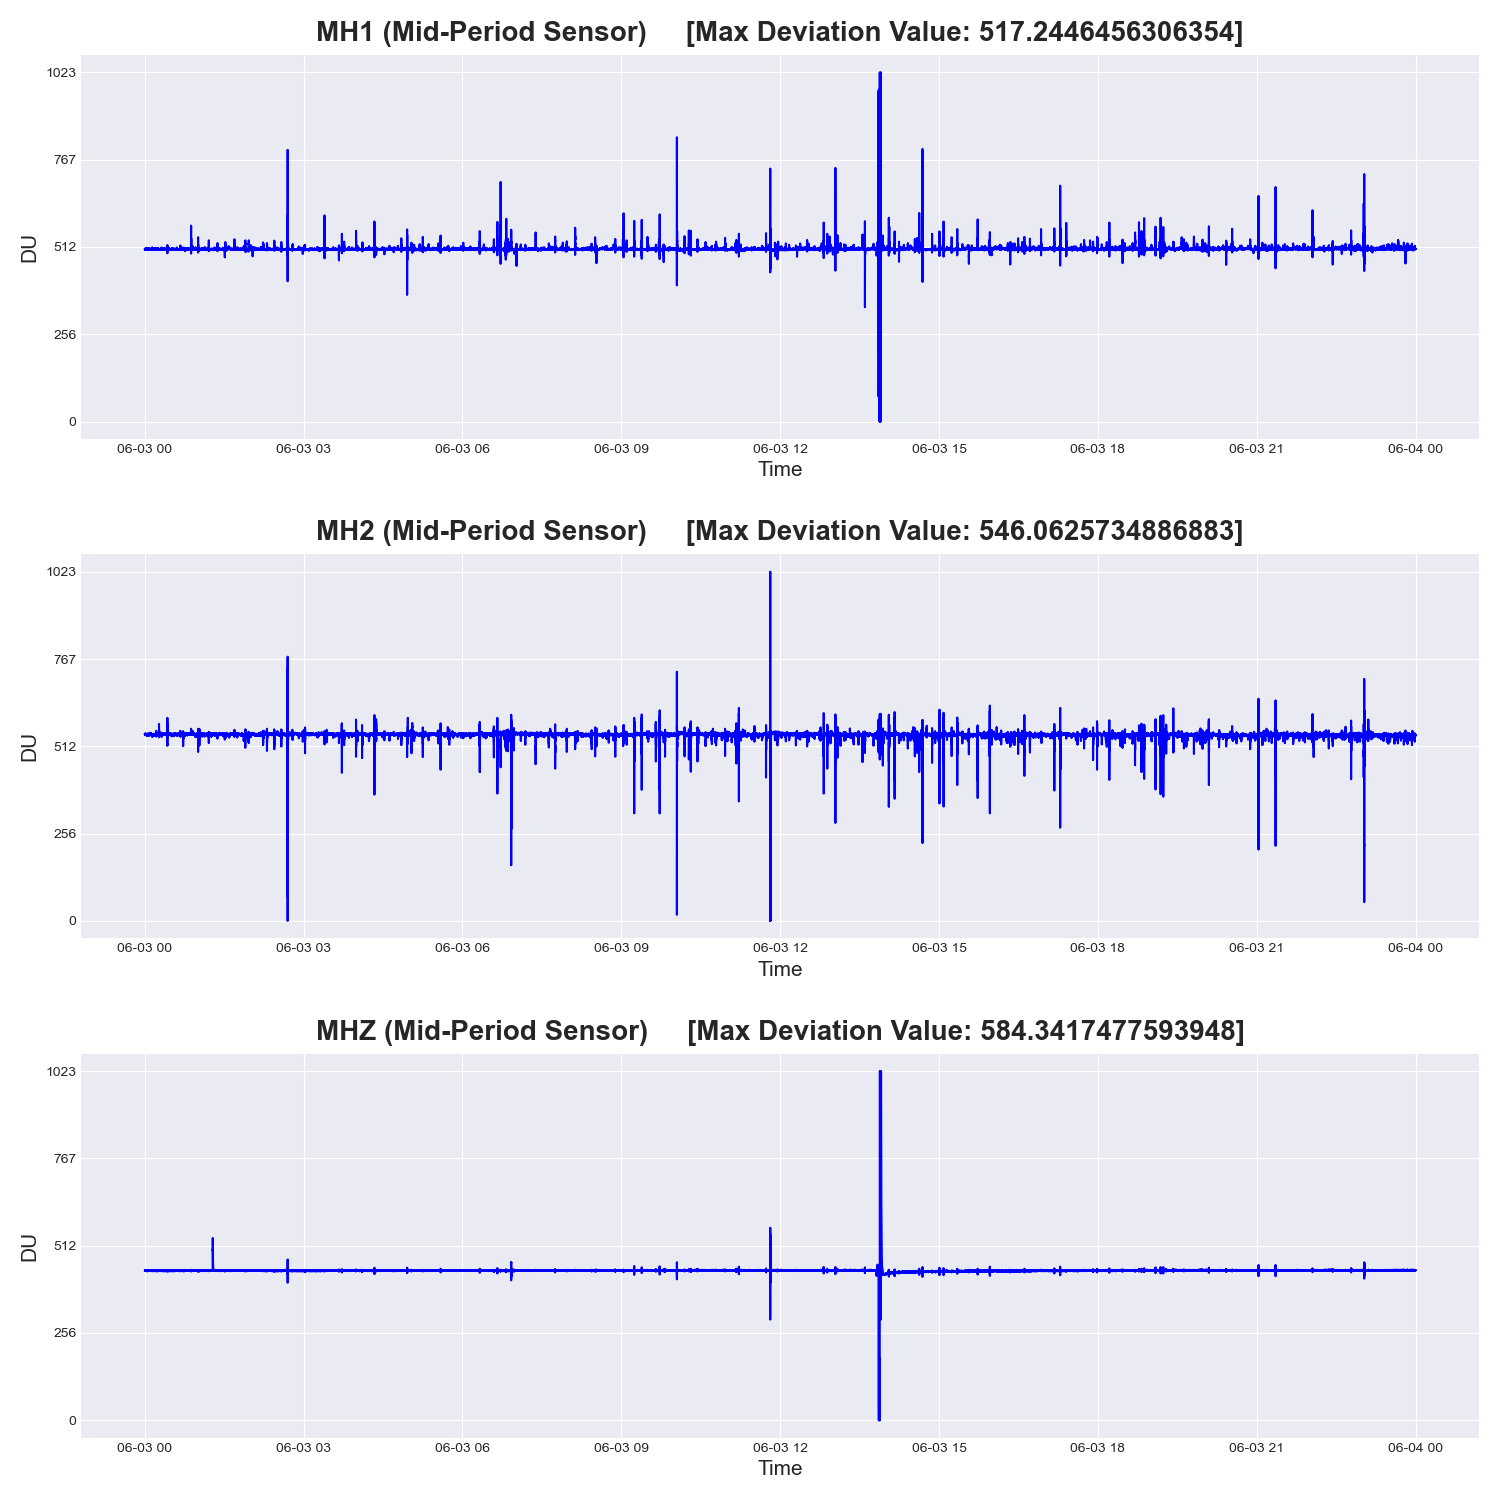 MH1 (Mid-Period Sensor) [Max Deviation Value: 517.2446456306354]
1023
767
512
256
0
DU
06-03 00 06-03 03 06-03 06 06-03 09 06-03 12 06-03 15 06-03 18 06-03 21 06-04 00
Time
MH2 (Mid-Period Sensor) [Max Deviation Value: 546.0625734886883]
1023
767
512
256
0
DU
06-03 00 06-03 03 06-03 06 06-03 09 06-03 12 06-03 15 06-03 18 06-03 21 06-04 00
Time
MHZ (Mid-Period Sensor) [Max Deviation Value: 584.3417477593948]
1023
767
512
256
0
DU
06-03 00 06-03 03 06-03 06 06-03 09 06-03 12 06-03 15 06-03 18 06-03 21 06-04 00
Time